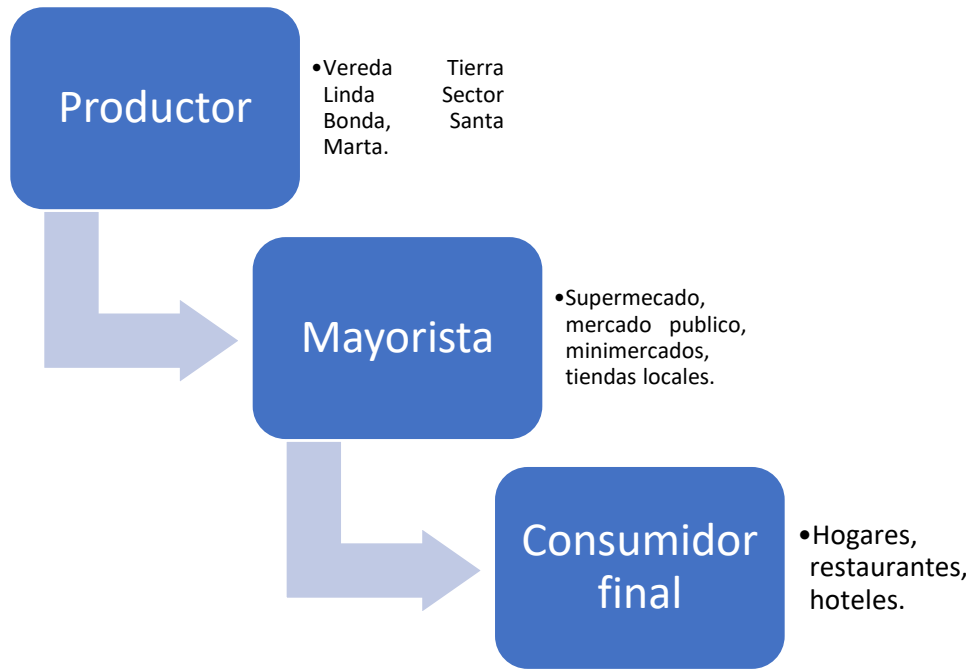 Productor
•Vereda Tierra
Linda Sector
Bonda, Santa
Marta.
Mayorista
•Supermecado,
mercado publico,
minimercados,
tiendas locales.
Consumidor
final
•Hogares,
restaurantes,
hoteles.